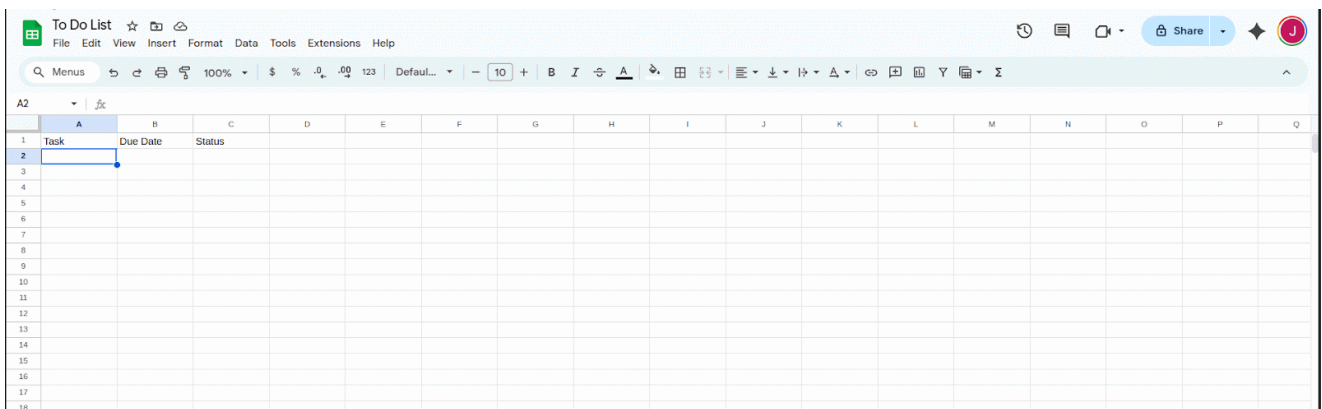 To Do List
File Edit View Insert Format Data Tools Extensions Help
Share
J
Menus 100% $ % .0 .00 123 Defaul... 10 B I A
A2 fx
A B C D E F G H I J K L M N O P Q
1 Task Due Date Status
2
3
4
5
6
7
8
9
10
11
12
13
14
15
16
17
18